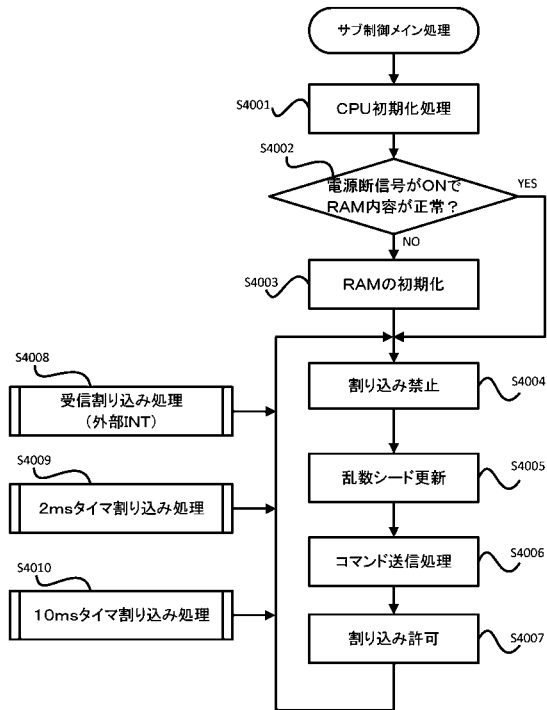 サブ制御メイン処理
S4001
CPU初期化処理
S4002
電源断信号がONで
RAM内容が正常？
YES
NO
S4003
RAMの初期化
S4008
受信割り込み処理
（外部INT）
割り込み禁止
S4004
S4009
2msタイマ割り込み処理
乱数シード更新
S4005
コマンド送信処理
S4006
S4010
10msタイマ割り込み処理
割り込み許可
S4007